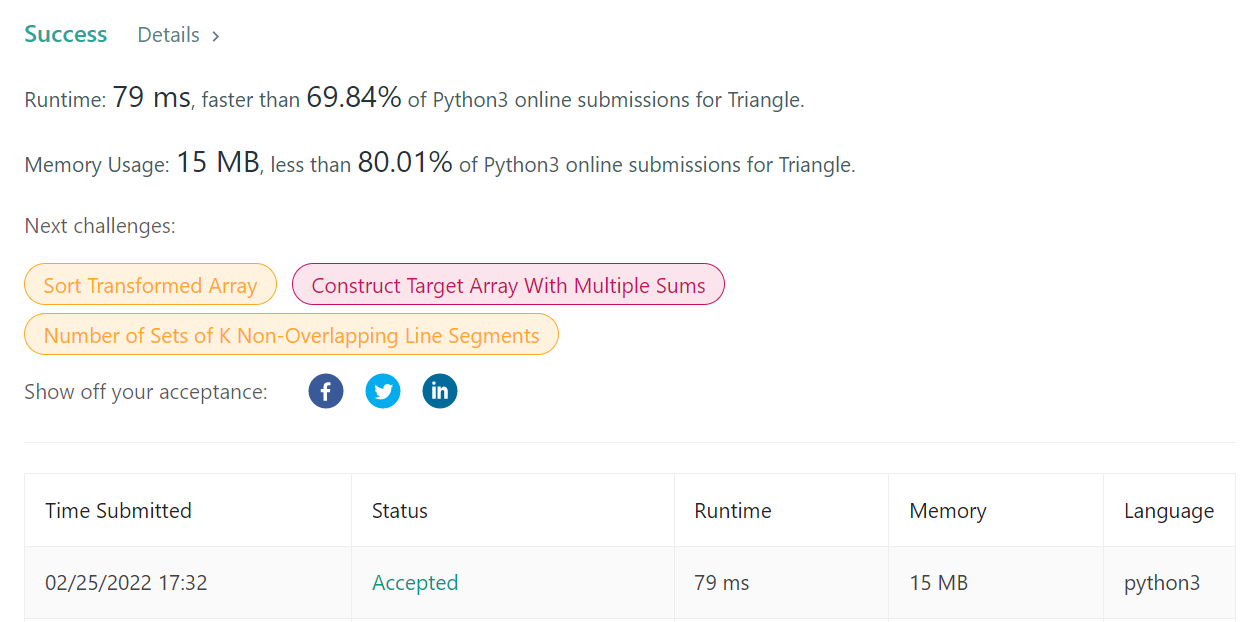 Success Details >
Runtime: 79 ms, faster than 69.84% of Python3 online submissions for Triangle.
Memory Usage: 15 MB, less than 80.01% of Python3 online submissions for Triangle.
Next challenges:
Sort Transformed Array Construct Target Array With Multiple Sums
Number of Sets of K Non-Overlapping Line Segments
Show off your acceptance: f in
Time Submitted Status Runtime Memory Language
02/25/2022 17:32 Accepted 79 ms 15 MB python3